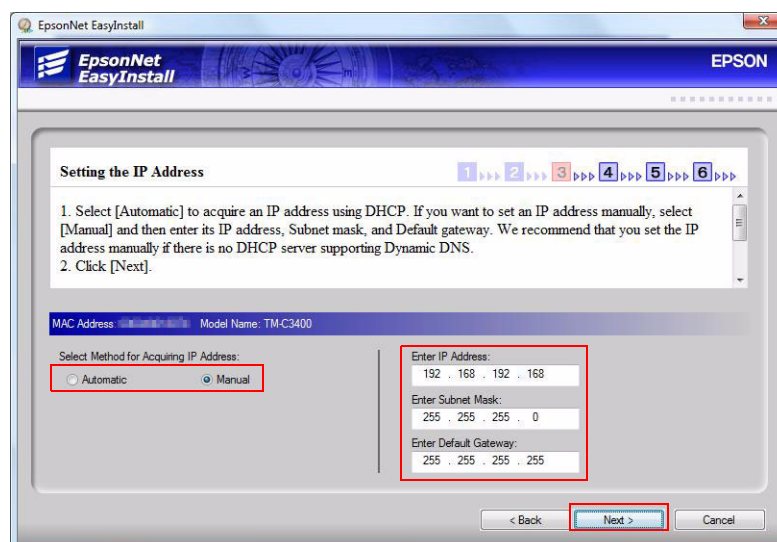 EpsonNet EasyInstall
EpsonNet
EasyInstall
EPSON
Setting the IP Address
1 2 3 4 5 6
1. Select [Automatic] to acquire an IP address using DHCP. If you want to set an IP address manually, select
[Manual] and then enter its IP address, Subnet mask, and Default gateway. We recommend that you set the IP
address manually if there is no DHCP server supporting Dynamic DNS.
2. Click [Next].
MAC Address: Model Name: TM-C3400
Select Method for Acquiring IP Address:
Automatic Manual
Enter IP Address:
192 . 168 . 192 . 168
Enter Subnet Mask:
255 . 255 . 255 . 0
Enter Default Gateway:
255 . 255 . 255 . 255
< Back Next > Cancel